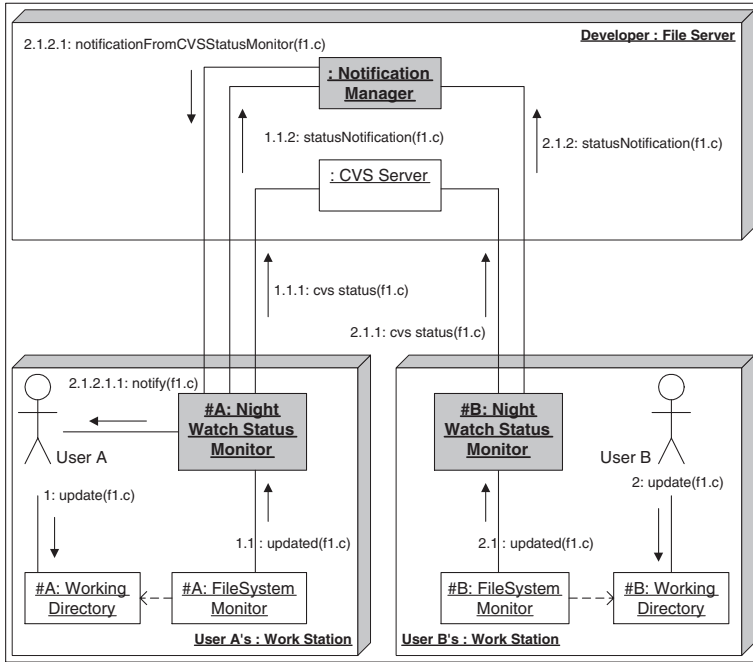 Developer : File Server
2.1.2.1: notificationFromCVSStatusMonitor(f1.c)
: Notification
Manager
1.1.2: statusNotification(f1.c)
2.1.2: statusNotification(f1.c)
: CVS Server
1.1.1: cvs status(f1.c)
2.1.1: cvs status(f1.c)
2.1.2.1.1: notify(f1.c)
#A: Night
Watch Status
Monitor
User A
1: update(f1.c)
1.1 : updated(f1.c)
#A: Working
Directory
#A: FileSystem
Monitor
User A's : Work Station
#B: Night
Watch Status
Monitor
User B
2: update(f1.c)
2.1 : updated(f1.c)
#B: FileSystem
Monitor
#B: Working
Directory
User B's : Work Station